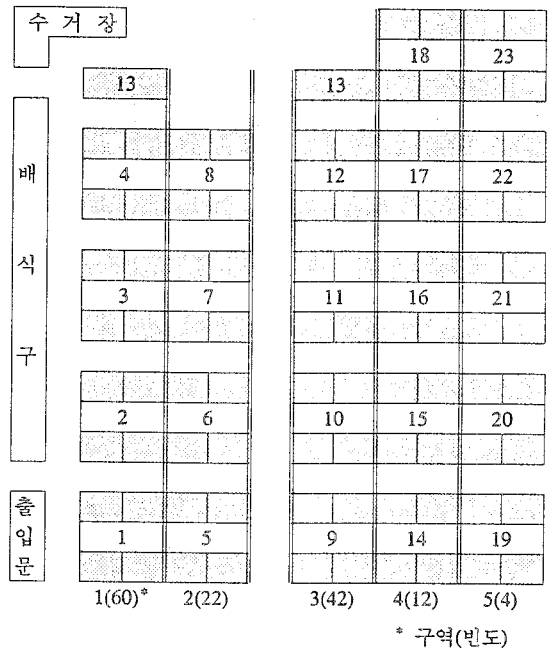 수 거 장
18 23
13 13
배
4 8 12 17 22
식
3 7 11 16 21
구
2 6 10 15 20
출
입
문
1 5 9 14 19
1(60)* 2(22) 3(42) 4(12) 5(4)
* 구역(빈도)